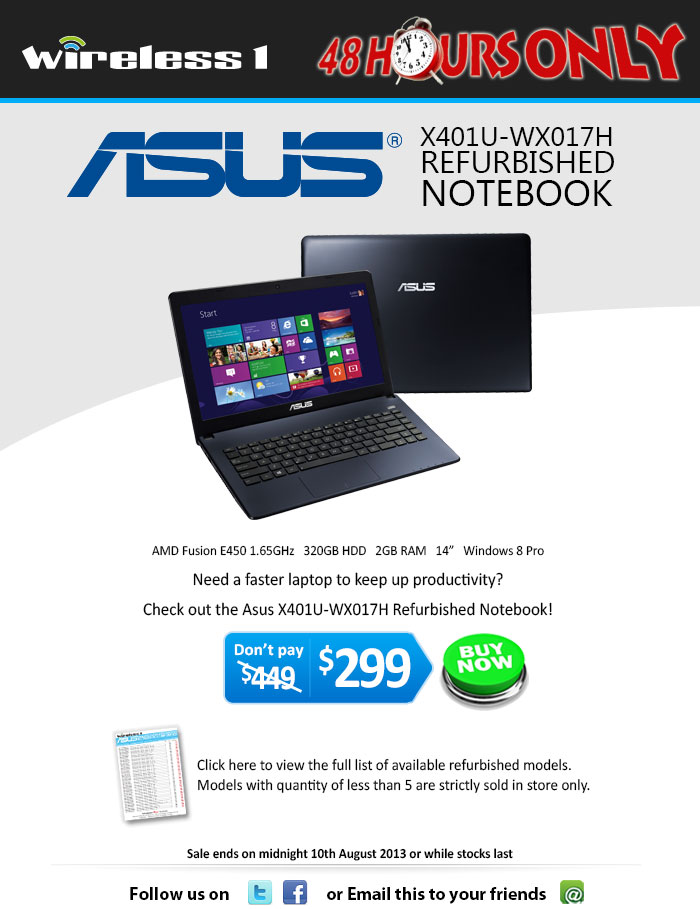 wireless 1
48 HOURS ONLY
ASUS®
X401U-WX017H
REFURBISHED
NOTEBOOK
ASUS
Start
ASUS
AMD Fusion E450 1.65GHz 320GB HDD 2GB RAM 14” Windows 8 Pro
Need a faster laptop to keep up productivity?
Check out the Asus X401U-WX017H Refurbished Notebook!
Don’t pay
$449
$299
BUY
NOW
ASUS
Click here to view the full list of available refurbished models.
Models with quantity of less than 5 are strictly sold in store only.
Sale ends on midnight 10th August 2013 or while stocks last
Follow us on
or Email this to your friends